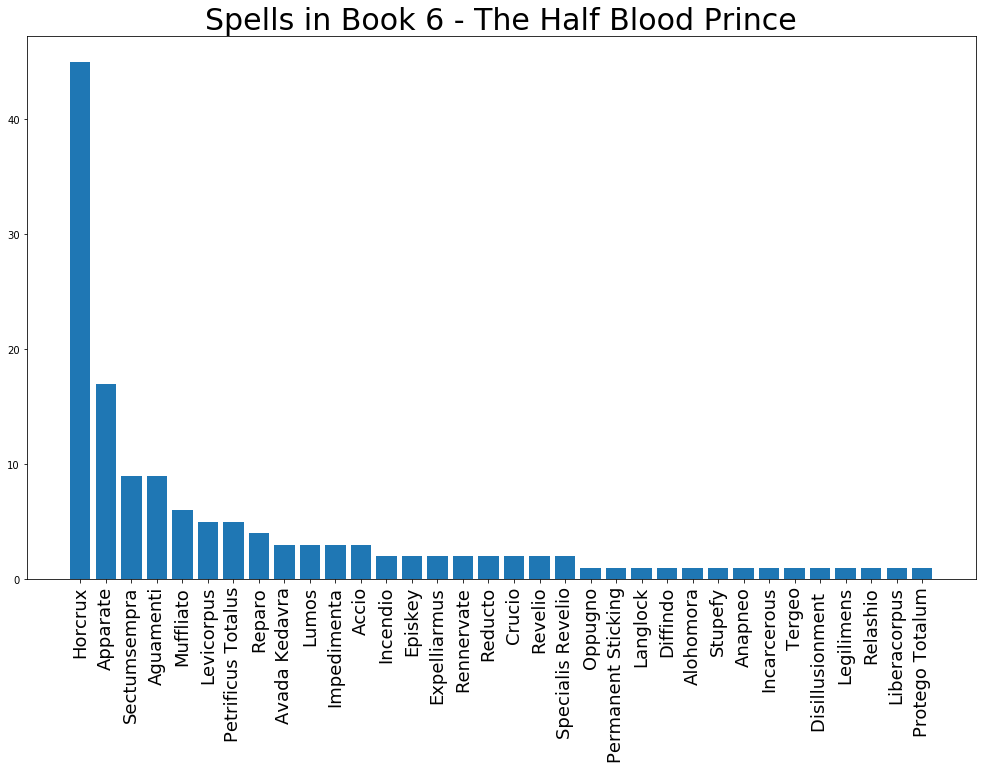 Spells in Book 6 - The Half Blood Prince
40
30
20
10
0
Horcrux
Apparate
Sectumsempra
Aguamenti
Muffliato
Levicorpus
Petrificus Totalus
Reparo
Avada Kedavra
Lumos
Impedimenta
Accio
Incendio
Episkey
Expelliarmus
Rennervate
Reducto
Crucio
Revelio
Specialis Revelio
Oppugno
Permanent Sticking
Langlock
Diffindo
Alohomora
Stupefy
Anapneo
Incarcerous
Tergeo
Disillusionment
Legilimens
Relashio
Liberacorpus
Protego Totalum